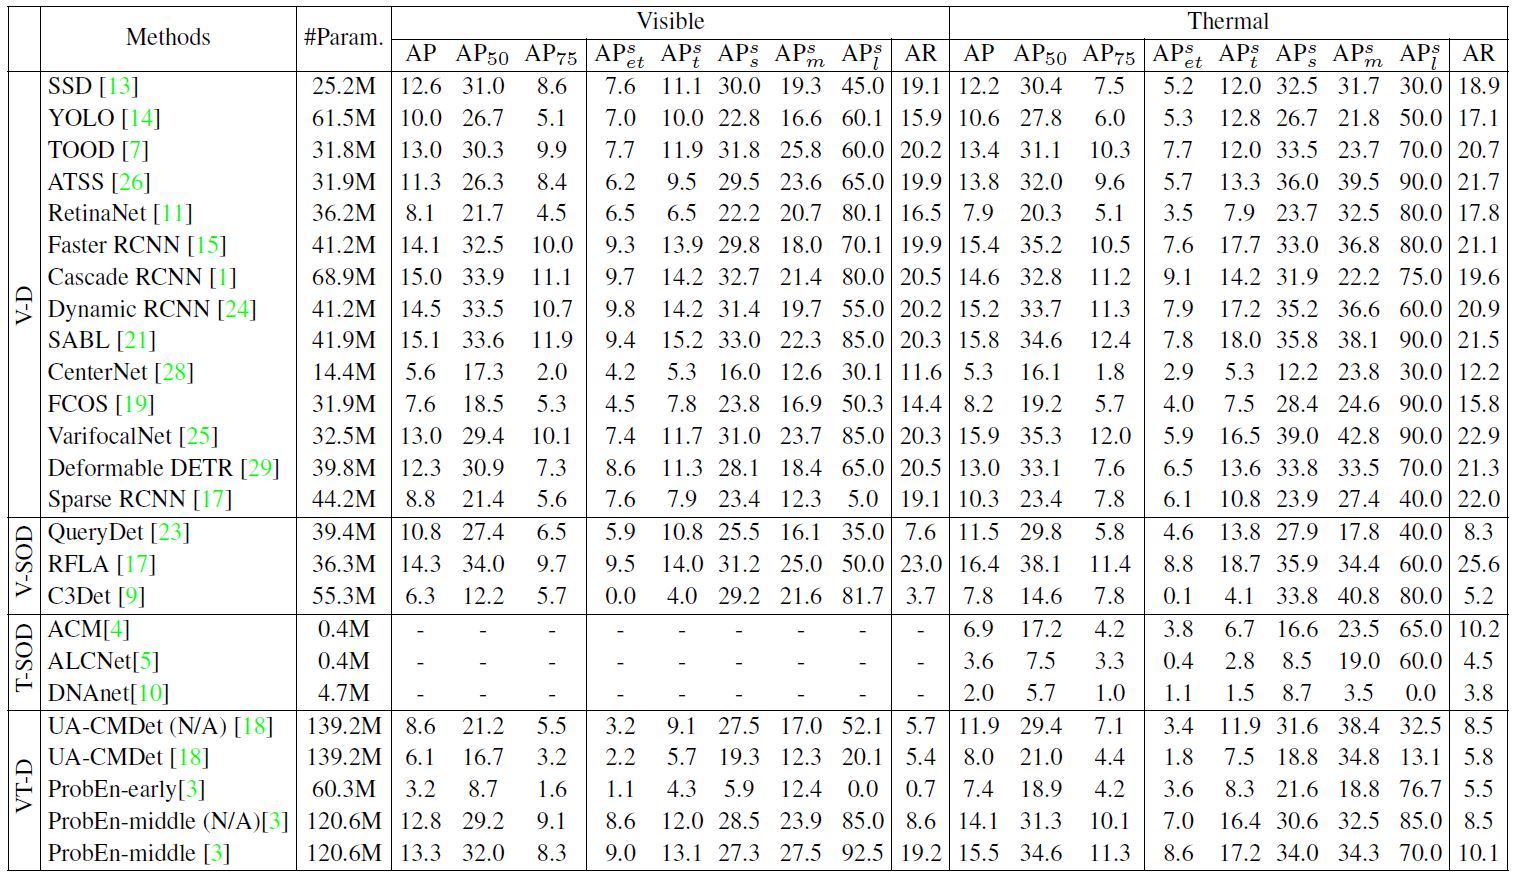 Methods #Param. Visible Thermal
AP AP50 AP75 AP^s_et AP^s_t AP^s_s AP^s_m AP^s_l AR AP AP50 AP75 AP^s_et AP^s_t AP^s_s AP^s_m AP^s_l AR
V-D
SSD [13] 25.2M 12.6 31.0 8.6 7.6 11.1 30.0 19.3 45.0 19.1 12.2 30.4 7.5 5.2 12.0 32.5 31.7 30.0 18.9
YOLO [14] 61.5M 10.0 26.7 5.1 7.0 10.0 22.8 16.6 60.1 15.9 10.6 27.8 6.0 5.3 12.8 26.7 21.8 50.0 17.1
TOOD [7] 31.8M 13.0 30.3 9.9 7.7 11.9 31.8 25.8 60.0 20.2 13.4 31.1 10.3 7.7 12.0 33.5 23.7 70.0 20.7
ATSS [26] 31.9M 11.3 26.3 8.4 6.2 9.5 29.5 23.6 65.0 19.9 13.8 32.0 9.6 5.7 13.3 36.0 39.5 90.0 21.7
RetinaNet [11] 36.2M 8.1 21.7 4.5 6.5 6.5 22.2 20.7 80.1 16.5 7.9 20.3 5.1 3.5 7.9 23.7 32.5 80.0 17.8
Faster RCNN [15] 41.2M 14.1 32.5 10.0 9.3 13.9 29.8 18.0 70.1 19.9 15.4 35.2 10.5 7.6 17.7 33.0 36.8 80.0 21.1
Cascade RCNN [1] 68.9M 15.0 33.9 11.1 9.7 14.2 32.7 21.4 80.0 20.5 14.6 32.8 11.2 9.1 14.2 31.9 22.2 75.0 19.6
Dynamic RCNN [24] 41.2M 14.5 33.5 10.7 9.8 14.2 31.4 19.7 55.0 20.2 15.2 33.7 11.3 7.9 17.2 35.2 36.6 60.0 20.9
SABL [21] 41.9M 15.1 33.6 11.9 9.4 15.2 33.0 22.3 85.0 20.3 15.8 34.6 12.4 7.8 18.0 35.8 38.1 90.0 21.5
CenterNet [28] 14.4M 5.6 17.3 2.0 4.2 5.3 16.0 12.6 30.1 11.6 5.3 16.1 1.8 2.9 5.3 12.2 23.8 30.0 12.2
FCOS [19] 31.9M 7.6 18.5 5.3 4.5 7.8 23.8 16.9 50.3 14.4 8.2 19.2 5.7 4.0 7.5 28.4 24.6 90.0 15.8
VarifocalNet [25] 32.5M 13.0 29.4 10.1 7.4 11.7 31.0 23.7 85.0 20.3 15.9 35.3 12.0 5.9 16.5 39.0 42.8 90.0 22.9
Deformable DETR [29] 39.8M 12.3 30.9 7.3 8.6 11.3 28.1 18.4 65.0 20.5 13.0 33.1 7.6 6.5 13.6 33.8 33.5 70.0 21.3
Sparse RCNN [17] 44.2M 8.8 21.4 5.6 7.6 7.9 23.4 12.3 5.0 19.1 10.3 23.4 7.8 6.1 10.8 23.9 27.4 40.0 22.0
V-SOD
QueryDet [23] 39.4M 10.8 27.4 6.5 5.9 10.8 25.5 16.1 35.0 7.6 11.5 29.8 5.8 4.6 13.8 27.9 17.8 40.0 8.3
RFLA [17] 36.3M 14.3 34.0 9.7 9.5 14.0 31.2 25.0 50.0 23.0 16.4 38.1 11.4 8.8 18.7 35.9 34.4 60.0 25.6
C3Det [9] 55.3M 6.3 12.2 5.7 0.0 4.0 29.2 21.6 81.7 3.7 7.8 14.6 7.8 0.1 4.1 33.8 40.8 80.0 5.2
T-SOD
ACM[4] 0.4M - - - - - - - - - 6.9 17.2 4.2 3.8 6.7 16.6 23.5 65.0 10.2
ALCNet[5] 0.4M - - - - - - - - - 3.6 7.5 3.3 0.4 2.8 8.5 19.0 60.0 4.5
DNAnet[10] 4.7M - - - - - - - - - 2.0 5.7 1.0 1.1 1.5 8.7 3.5 0.0 3.8
VT-D
UA-CMDet (N/A) [18] 139.2M 8.6 21.2 5.5 3.2 9.1 27.5 17.0 52.1 5.7 11.9 29.4 7.1 3.4 11.9 31.6 38.4 32.5 8.5
UA-CMDet [18] 139.2M 6.1 16.7 3.2 2.2 5.7 19.3 12.3 20.1 5.4 8.0 21.0 4.4 1.8 7.5 18.8 34.8 13.1 5.8
ProbEn-early[3] 60.3M 3.2 8.7 1.6 1.1 4.3 5.9 12.4 0.0 0.7 7.4 18.9 4.2 3.6 8.3 21.6 18.8 76.7 5.5
ProbEn-middle (N/A)[3] 120.6M 12.8 29.2 9.1 8.6 12.0 28.5 23.9 85.0 8.6 14.1 31.3 10.1 7.0 16.4 30.6 32.5 85.0 8.5
ProbEn-middle [3] 120.6M 13.3 32.0 8.3 9.0 13.1 27.3 27.5 92.5 19.2 15.5 34.6 11.3 8.6 17.2 34.0 34.3 70.0 10.1